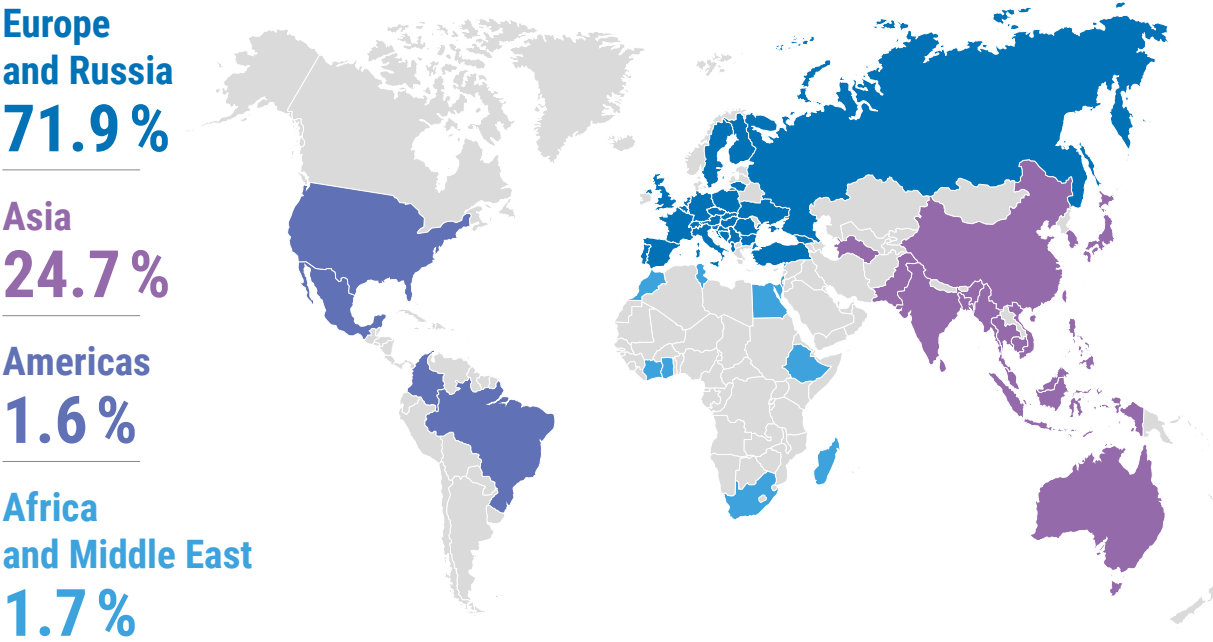 Europe
and Russia
71.9 %
Asia
24.7 %
Americas
1.6 %
Africa
and Middle East
1.7 %